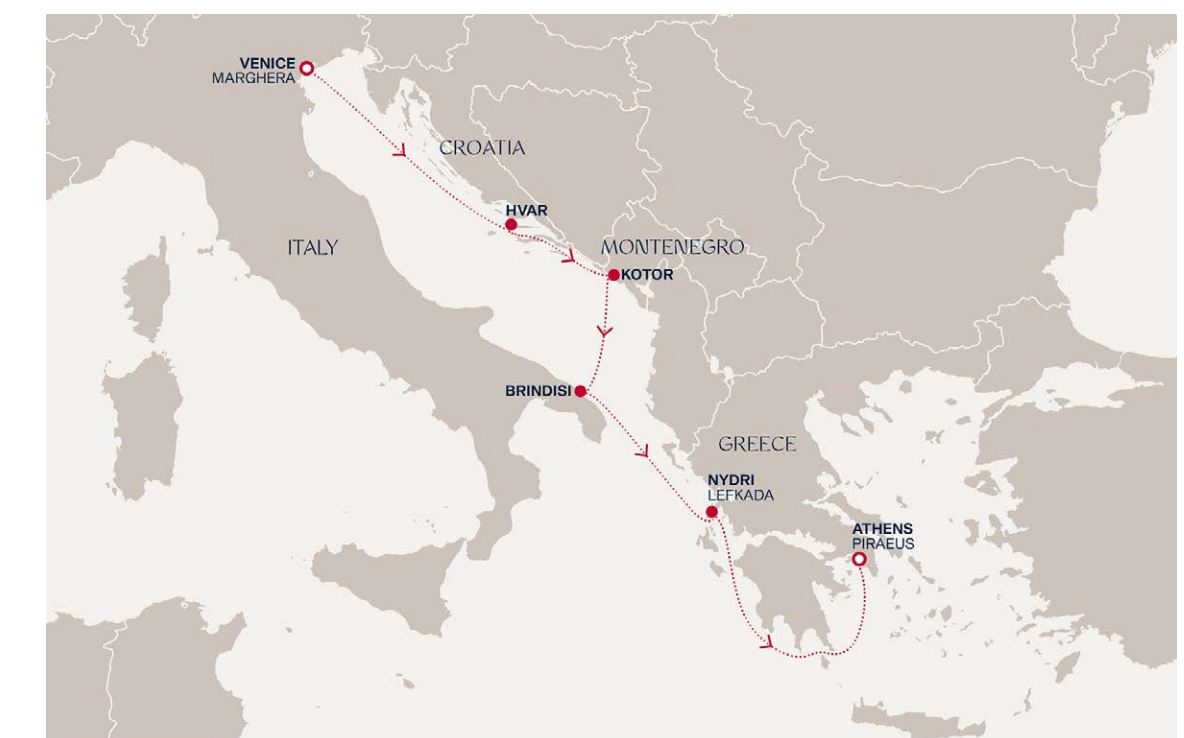 VENICE
MARGHERA
CROATIA
HVAR
ITALY
MONTENEGRO
KOTOR
BRINDISI
GREECE
NYDRI
LEFKADA
ATHENS
PIRAEUS